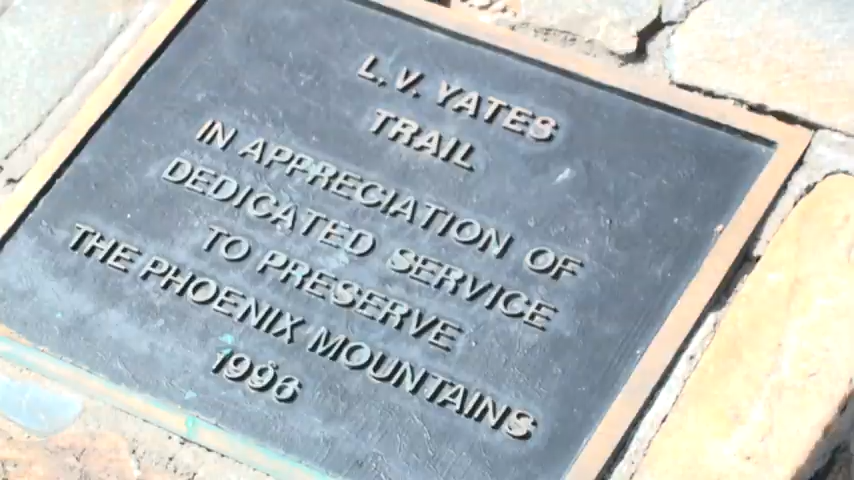 L.V. YATES
TRAIL
IN APPRECIATION OF
DEDICATED SERVICE
TO PRESERVE
THE PHOENIX MOUNTAINS
1996